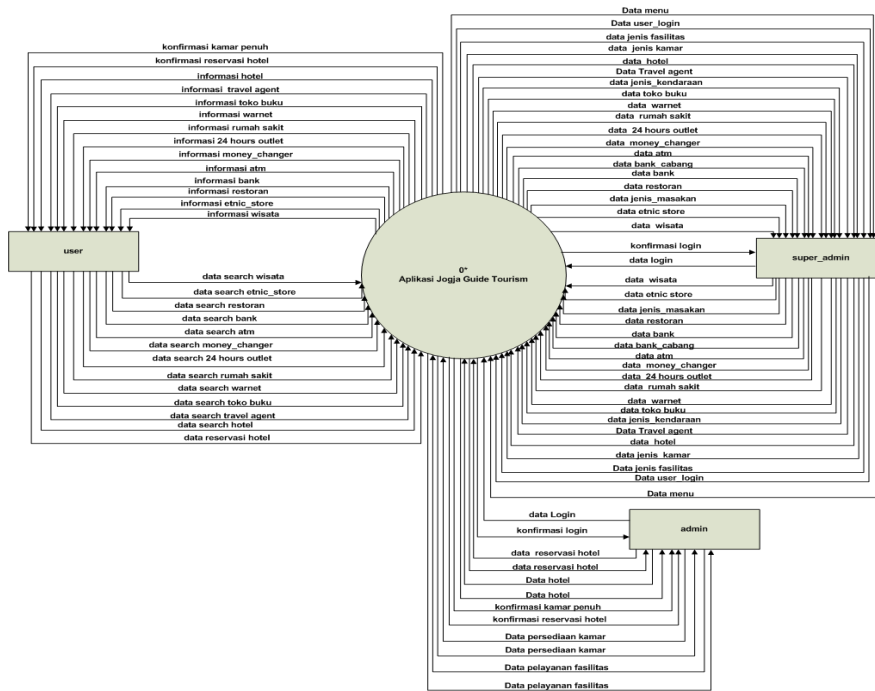 Data menu
Data user_login
data jenis fasilitas
data jenis kamar
data hotel
Data Travel agent
data jenis_kendaraan
data toko buku
data warnet
data rumah sakit
data 24 hours outlet
data money_changer
data atm
data bank_cabang
data bank
data restoran
data jenis_masakan
data etnic store
data wisata
konfirmasi kamar penuh
konfirmasi reservasi hotel
informasi hotel
informasi travel agent
informasi toko buku
informasi warnet
informasi rumah sakit
informasi 24 hours outlet
informasi money_changer
informasi atm
informasi bank
informasi restoran
informasi etnic_store
informasi wisata
user
0*
Aplikasi Jogja Guide Tourism
konfirmasi login
data login
super_admin
data search wisata
data search etnic_store
data search restoran
data search bank
data search atm
data search money_changer
data search 24 hours outlet
data search rumah sakit
data search warnet
data search toko buku
data search travel agent
data search hotel
data reservasi hotel
data wisata
data etnic store
data jenis_masakan
data restoran
data bank
data bank_cabang
data atm
data money_changer
data 24 hours outlet
data rumah sakit
data warnet
data toko buku
data jenis_kendaraan
Data Travel agent
data hotel
data jenis_kamar
Data jenis fasilitas
Data user_login
Data menu
data Login
konfirmasi login
admin
data reservasi hotel
data reservasi hotel
Data hotel
Data hotel
konfirmasi kamar penuh
konfirmasi reservasi hotel
Data persediaan kamar
Data persediaan kamar
Data pelayanan fasilitas
Data pelayanan fasilitas